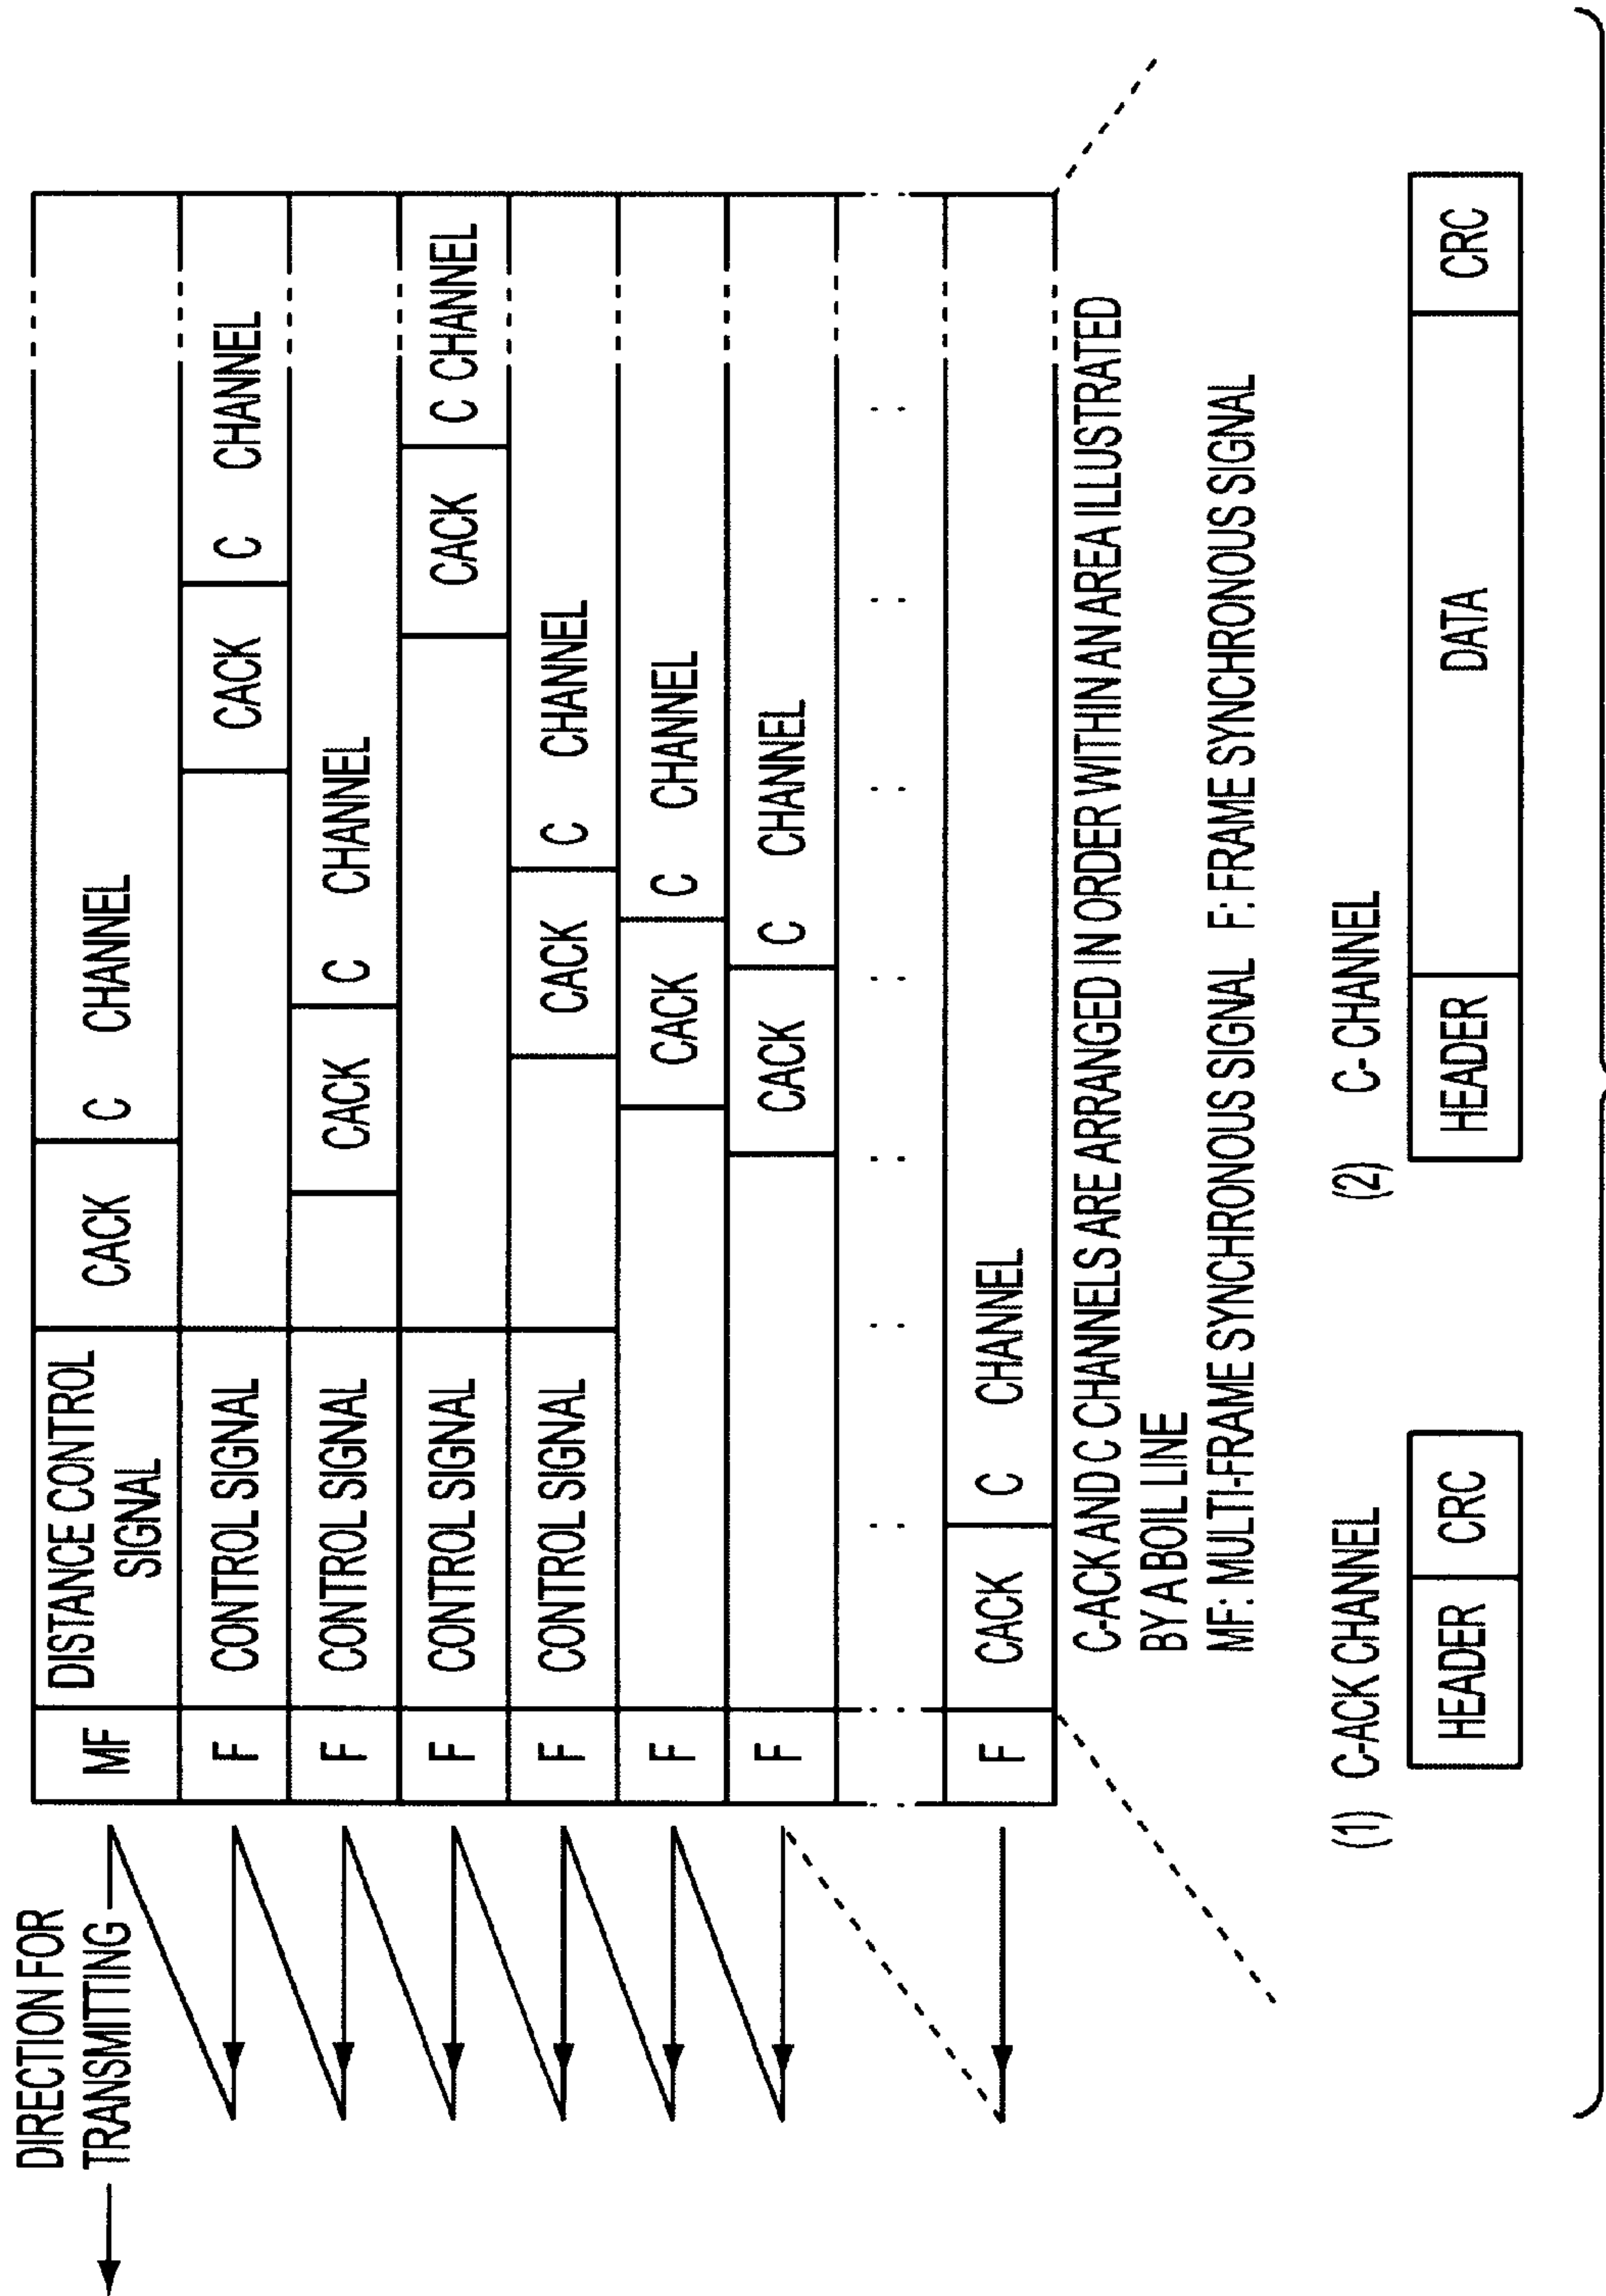 DIRECTION FOR
TRANSMITTING
MF
DISTANCE CONTROL
SIGNAL
CACK
C CHANNEL
F
CONTROL SIGNAL
CACK
C CHANNEL
F
CONTROL SIGNAL
CACK
C CHANNEL
F
CONTROL SIGNAL
CACK
C CHANNEL
F
CONTROL SIGNAL
CACK
C CHANNEL
F
CACK
C CHANNEL
F
CACK
C CHANNEL
F
CACK
C CHANNEL
C-ACK AND C CHANNELS ARE ARRANGED IN ORDER WITHIN AN AREA ILLUSTRATED
BY A BOIL LINE
MF: MULTI-FRAME SYNCHRONOUS SIGNAL F: FRAME SYNCHRONOUS SIGNAL
(1) C-ACK CHANNEL
HEADER
CRC
(2) C- CHANNEL
HEADER
DATA
CRC